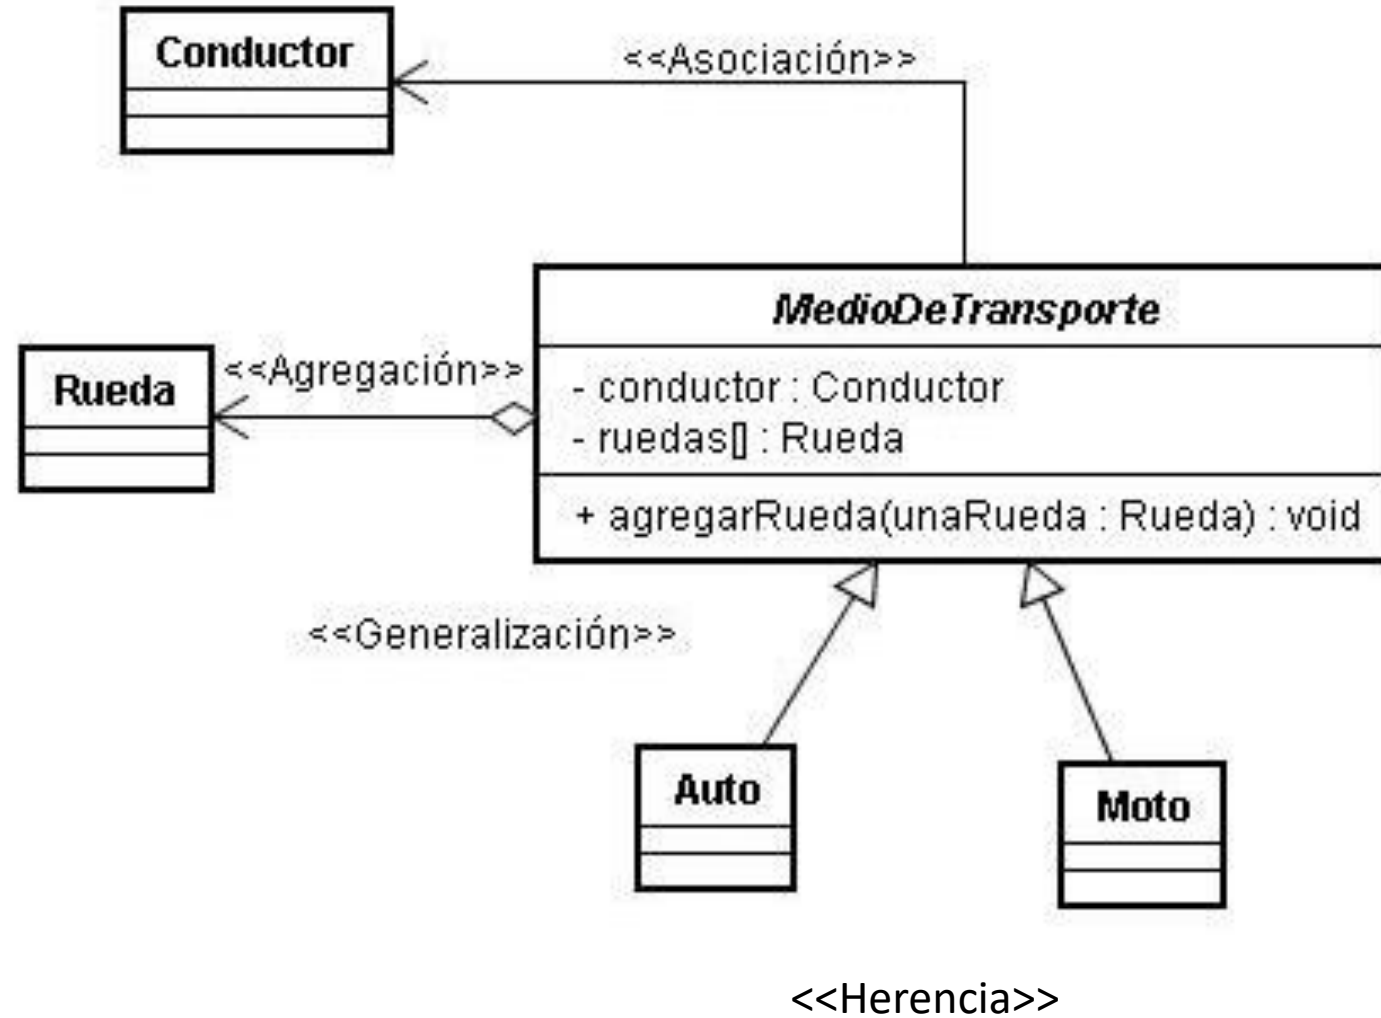 Conductor
<<Asociación>>
MedioDeTransporte
Rueda
<<Agregación>>
- conductor : Conductor
- ruedas[] : Rueda
+ agregarRueda(unaRueda : Rueda) : void
<<Generalización>>
Auto
Moto
<<Herencia>>